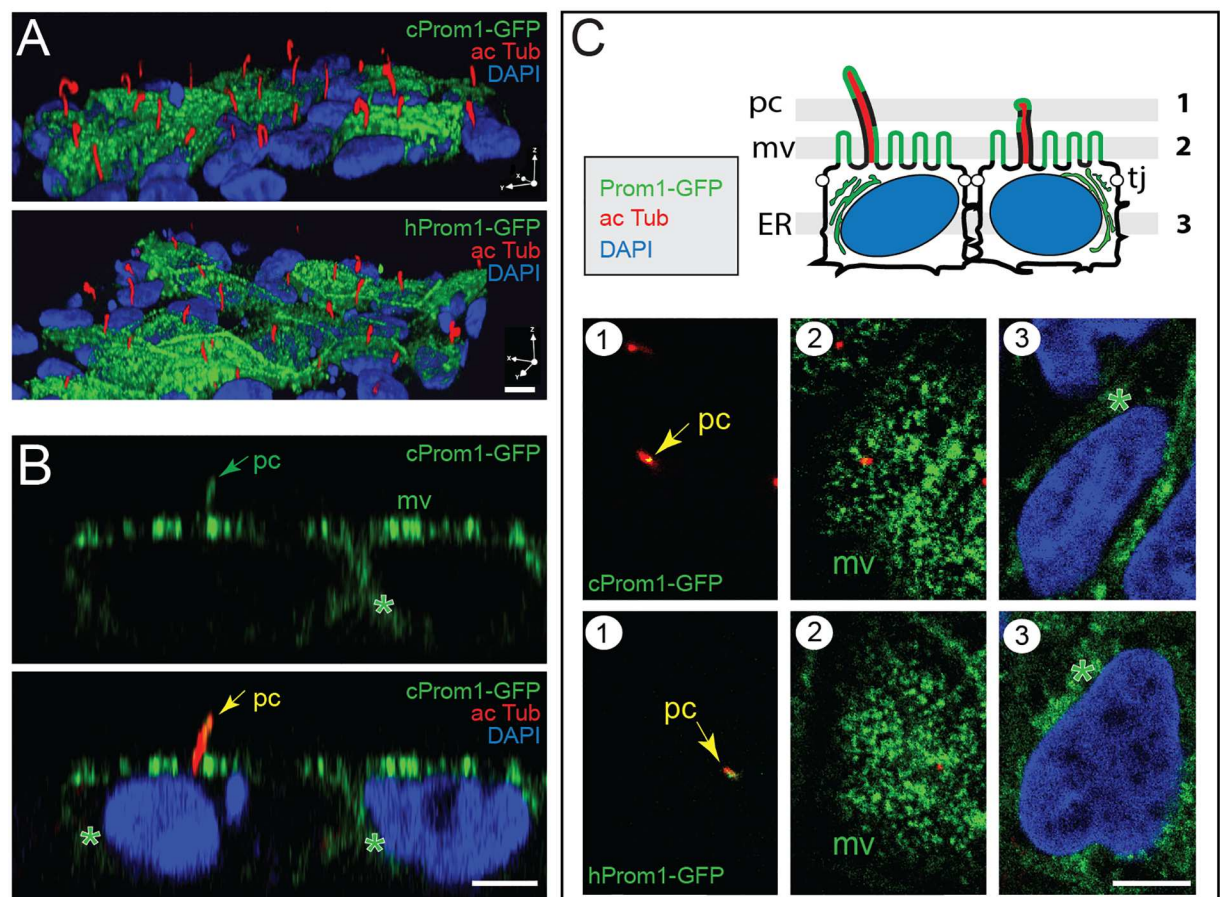 A
cProm1-GFP
ac Tub
DAPI
z
x
y
hProm1-GFP
ac Tub
DAPI
z
x
y
B
cProm1-GFP
pc
mv
*
cProm1-GFP
ac Tub
DAPI
pc
*
*
C
pc
1
mv
2
tj
ER
3
Prom1-GFP
ac Tub
DAPI
1
pc
cProm1-GFP
2
mv
3
*
1
pc
hProm1-GFP
2
mv
3
*